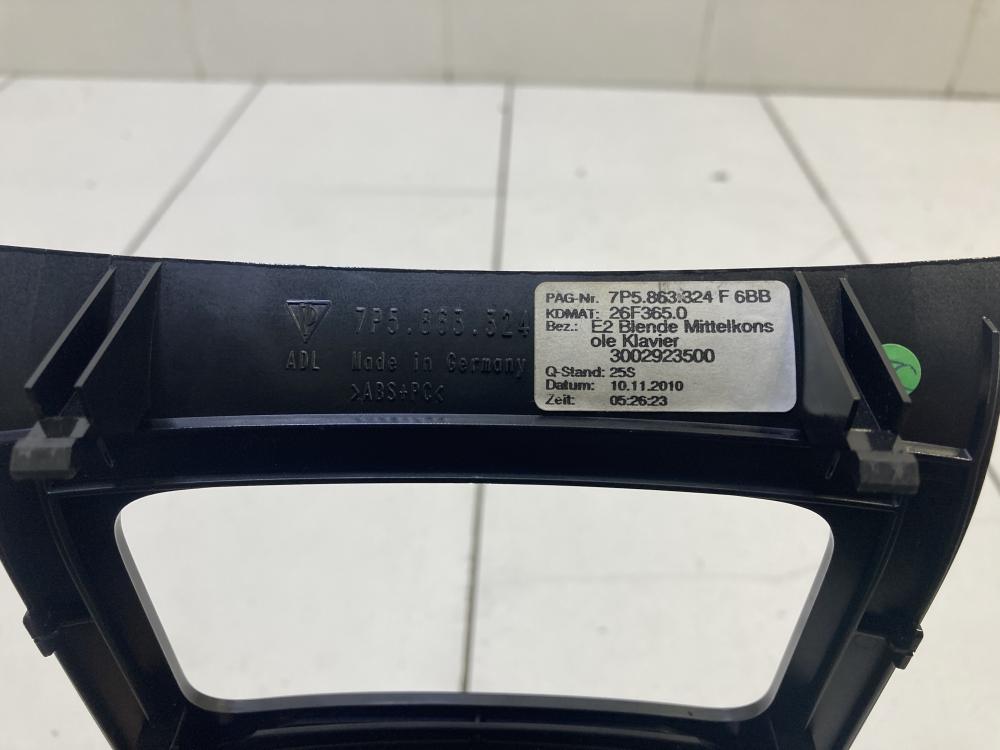 7P5.863.324
ADL
Made in Germany
>ABS+PC<
PAG-Nr. 7P5.863.324 F 6BB
KDMAT: 26F365.0
Bez.: E2 Blende Mittelkons
ole Klavier
3002923500
Q-Stand: 25S
Datum: 10.11.2010
Zeit: 05:26:23